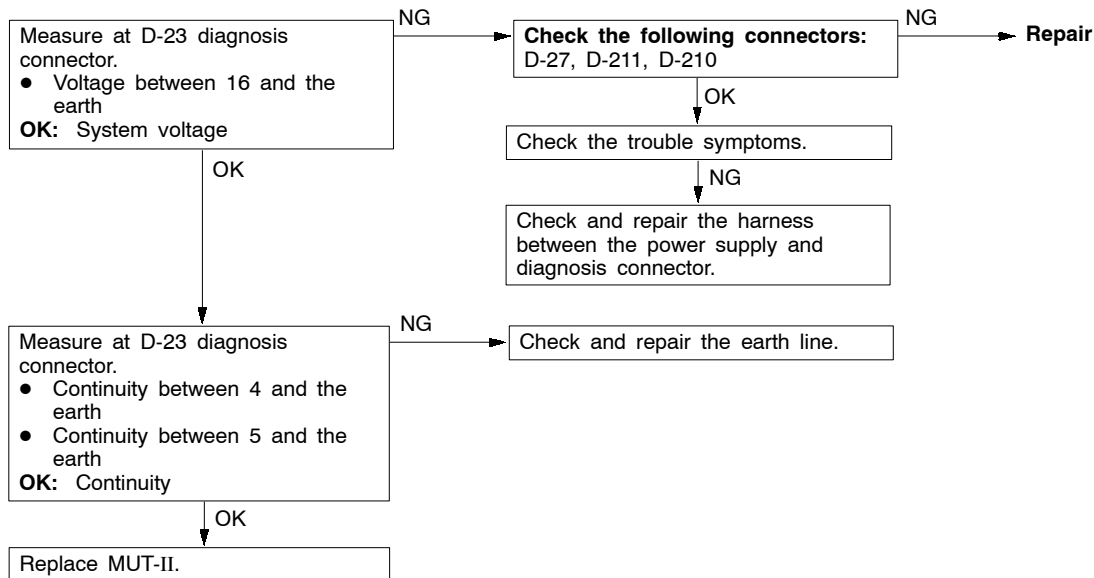 Measure at D-23 diagnosis
connector.
● Voltage between 16 and the
earth
OK: System voltage
NG
Check the following connectors:
D-27, D-211, D-210
NG
Repair
OK
Check the trouble symptoms.
NG
Check and repair the harness
between the power supply and
diagnosis connector.
OK
Measure at D-23 diagnosis
connector.
● Continuity between 4 and the
earth
● Continuity between 5 and the
earth
OK: Continuity
NG
Check and repair the earth line.
OK
Replace MUT-II.